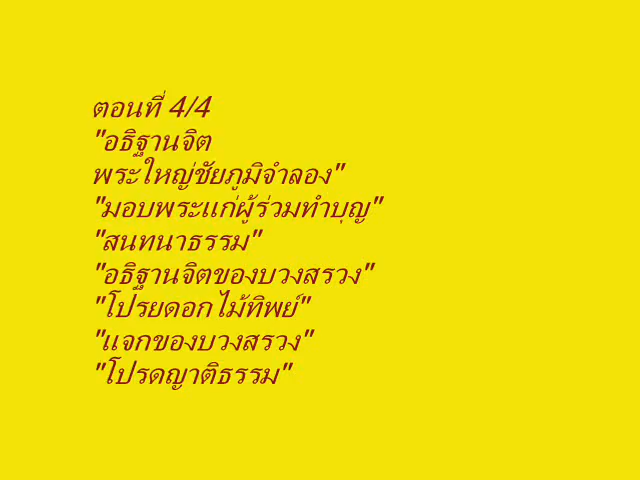 ตอนที่ 4/4
"อธิฐานจิต
พระใหญ่ชัยภูมิจำลอง"
"มอบพระแก่ผู้ร่วมทำบุญ"
"สนทนาธรรม"
"อธิฐานจิตของบวงสรวง"
"โปรยดอกไม้ทิพย์"
"แจกของบวงสรวง"
"โปรดญาติธรรม"